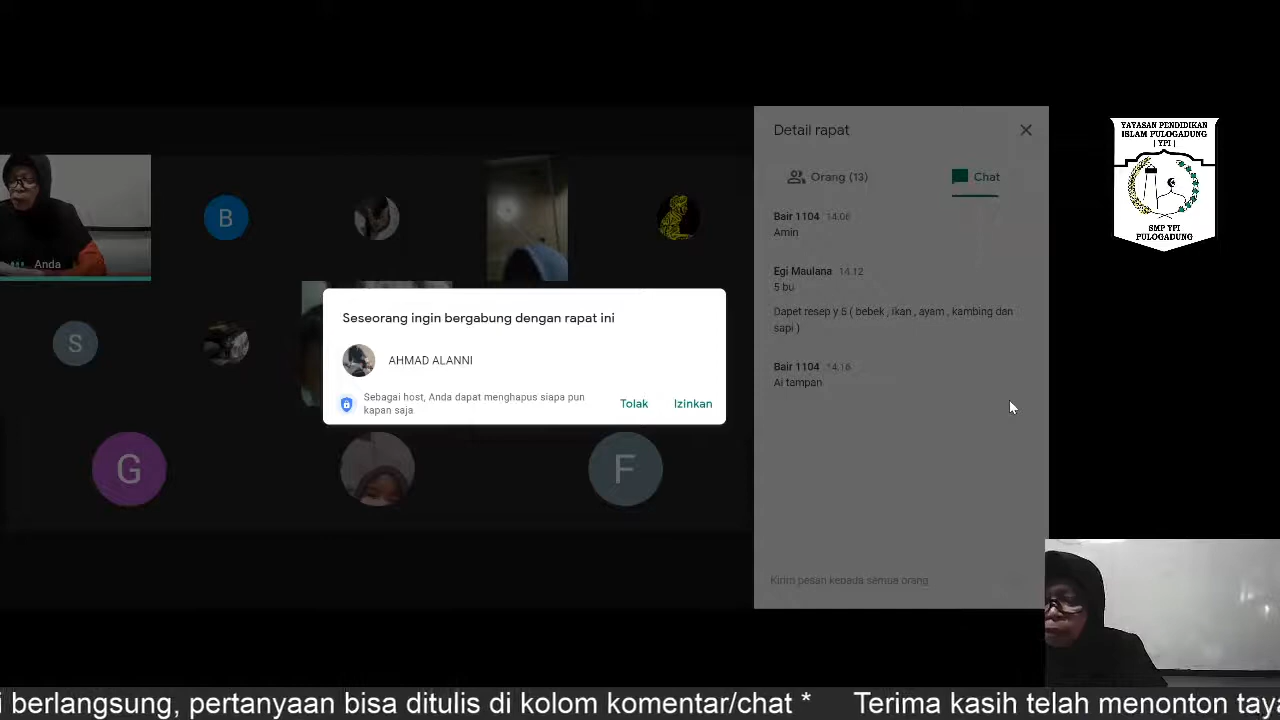 Detail rapat
Orang (13)
Chat
Bair 1104 14.06
Amin
Egi Maulana 14.12
5 bu
Dapet resep y 5 ( bebek , ikan , ayam , kambing dan
sapi )
Bair 1104 14.16
Ai tampan
Kirim pesan kepada semua orang
Anda
B
S
G
F
Seseorang ingin bergabung dengan rapat ini
AHMAD ALANNI
Sebagai host, Anda dapat menghapus siapa pun
kapan saja.
Tolak
Izinkan
YAYASAN PENDIDIKAN
ISLAM PULOGADUNG
( YPI )
SMP YPI
PULOGADUNG
i berlangsung, pertanyaan bisa ditulis di kolom komentar/chat * Terima kasih telah menonton taya